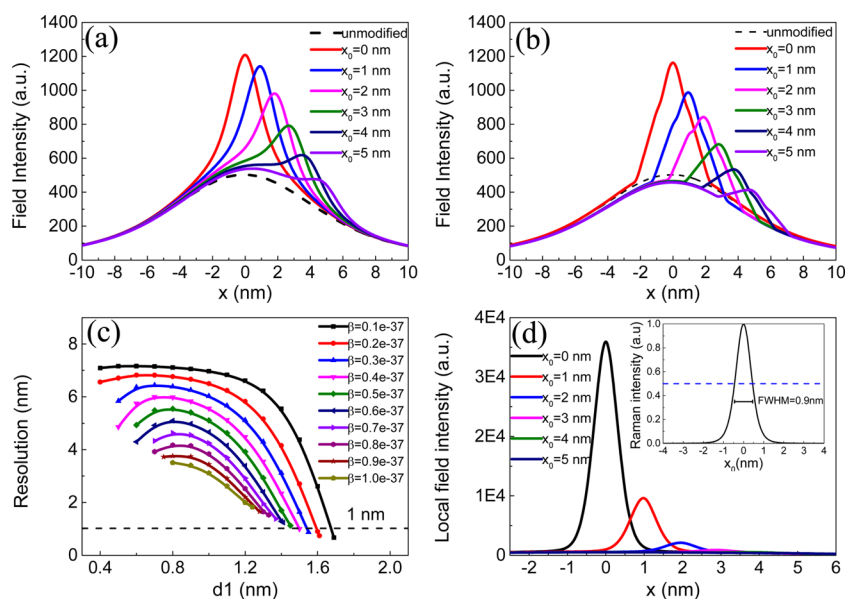 (a)
Field Intensity (a.u.)
1400
1200
1000
800
600
400
200
0
-10 -8 -6 -4 -2 0 2 4 6 8 10
x (nm)
unmodified
x₀=0 nm
x₀=1 nm
x₀=2 nm
x₀=3 nm
x₀=4 nm
x₀=5 nm
(b)
Field Intensity (a.u.)
1400
1200
1000
800
600
400
200
0
-10 -8 -6 -4 -2 0 2 4 6 8 10
x (nm)
unmodified
x₀=0 nm
x₀=1 nm
x₀=2 nm
x₀=3 nm
x₀=4 nm
x₀=5 nm
(c)
Resolution (nm)
8
6
4
2
0
0.4 0.8 1.2 1.6 2.0
d1 (nm)
β=0.1e-37
β=0.2e-37
β=0.3e-37
β=0.4e-37
β=0.5e-37
β=0.6e-37
β=0.7e-37
β=0.8e-37
β=0.9e-37
β=1.0e-37
1 nm
(d)
Local field intensity (a.u.)
4E4
3E4
2E4
1E4
0
-2 -1 0 1 2 3 4 5 6
x (nm)
x₀=0 nm
x₀=1 nm
x₀=2 nm
x₀=3 nm
x₀=4 nm
x₀=5 nm
Raman intensity (a.u)
1.0
0.8
0.6
0.4
0.2
0.0
-4 -3 -2 -1 0 1 2 3 4
x₀(nm)
FWHM=0.9nm